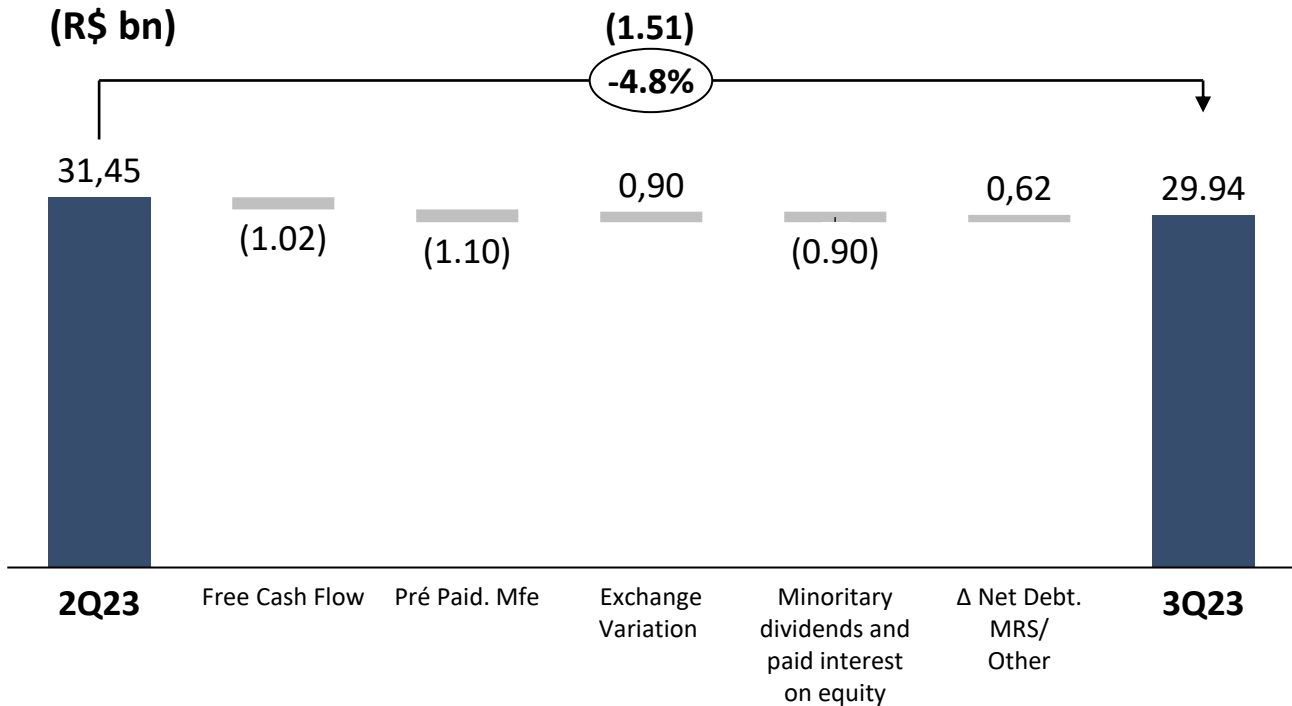 (R$ bn)
(1.51)
-4.8%
31,45
(1.02)
(1.10)
0,90
(0.90)
0,62
29.94
2Q23
Free Cash Flow
Pré Paid. Mfe
Exchange
Variation
Minoritary
dividends and
paid interest
on equity
Δ Net Debt.
MRS/
Other
3Q23